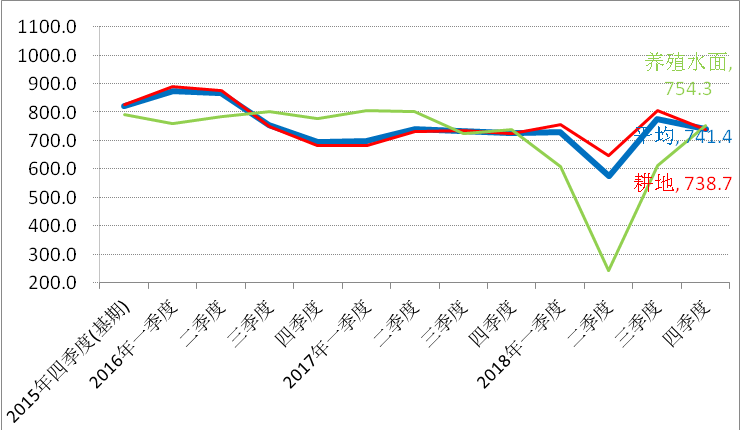 1100.0
1000.0
900.0
800.0
700.0
600.0
500.0
400.0
300.0
200.0
养殖水面,
754.3
平均, 741.4
耕地, 738.7
2015年四季度(基期)
2016年一季度
二季度
三季度
四季度
2017年一季度
二季度
三季度
四季度
2018年一季度
二季度
三季度
四季度